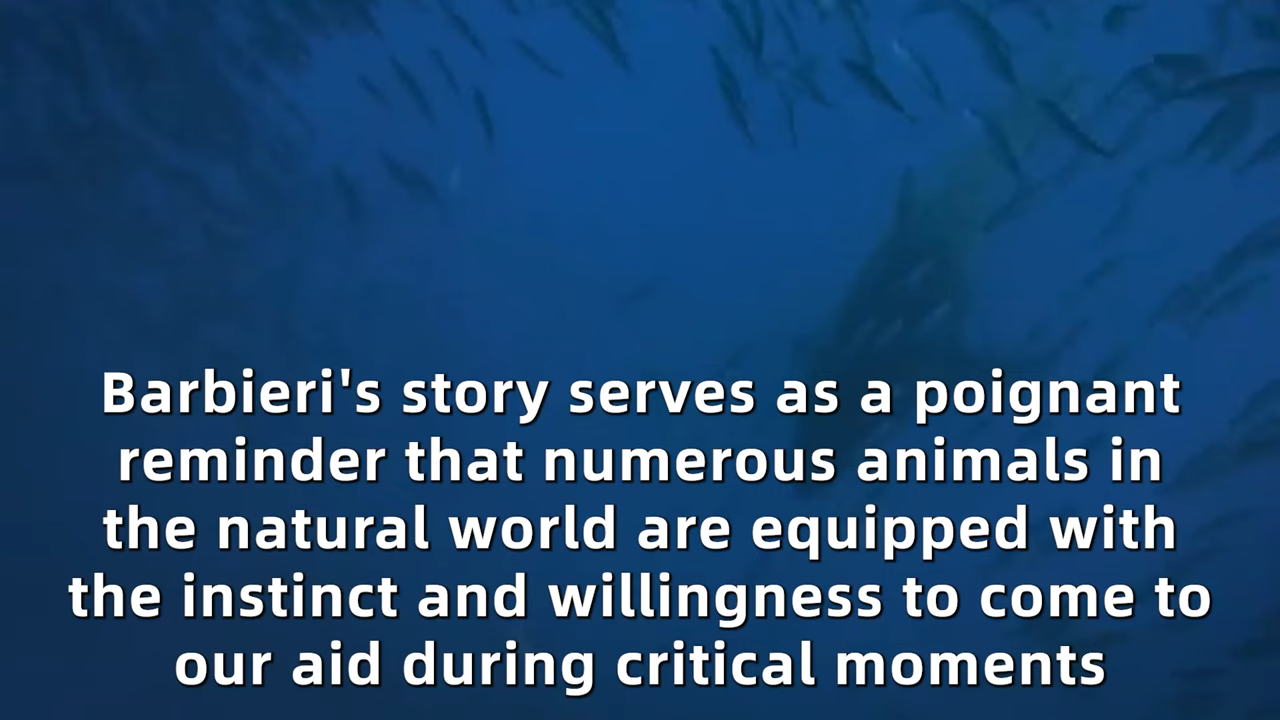 Barbieri's story serves as a poignant
reminder that numerous animals in
the natural world are equipped with
the instinct and willingness to come to
our aid during critical moments